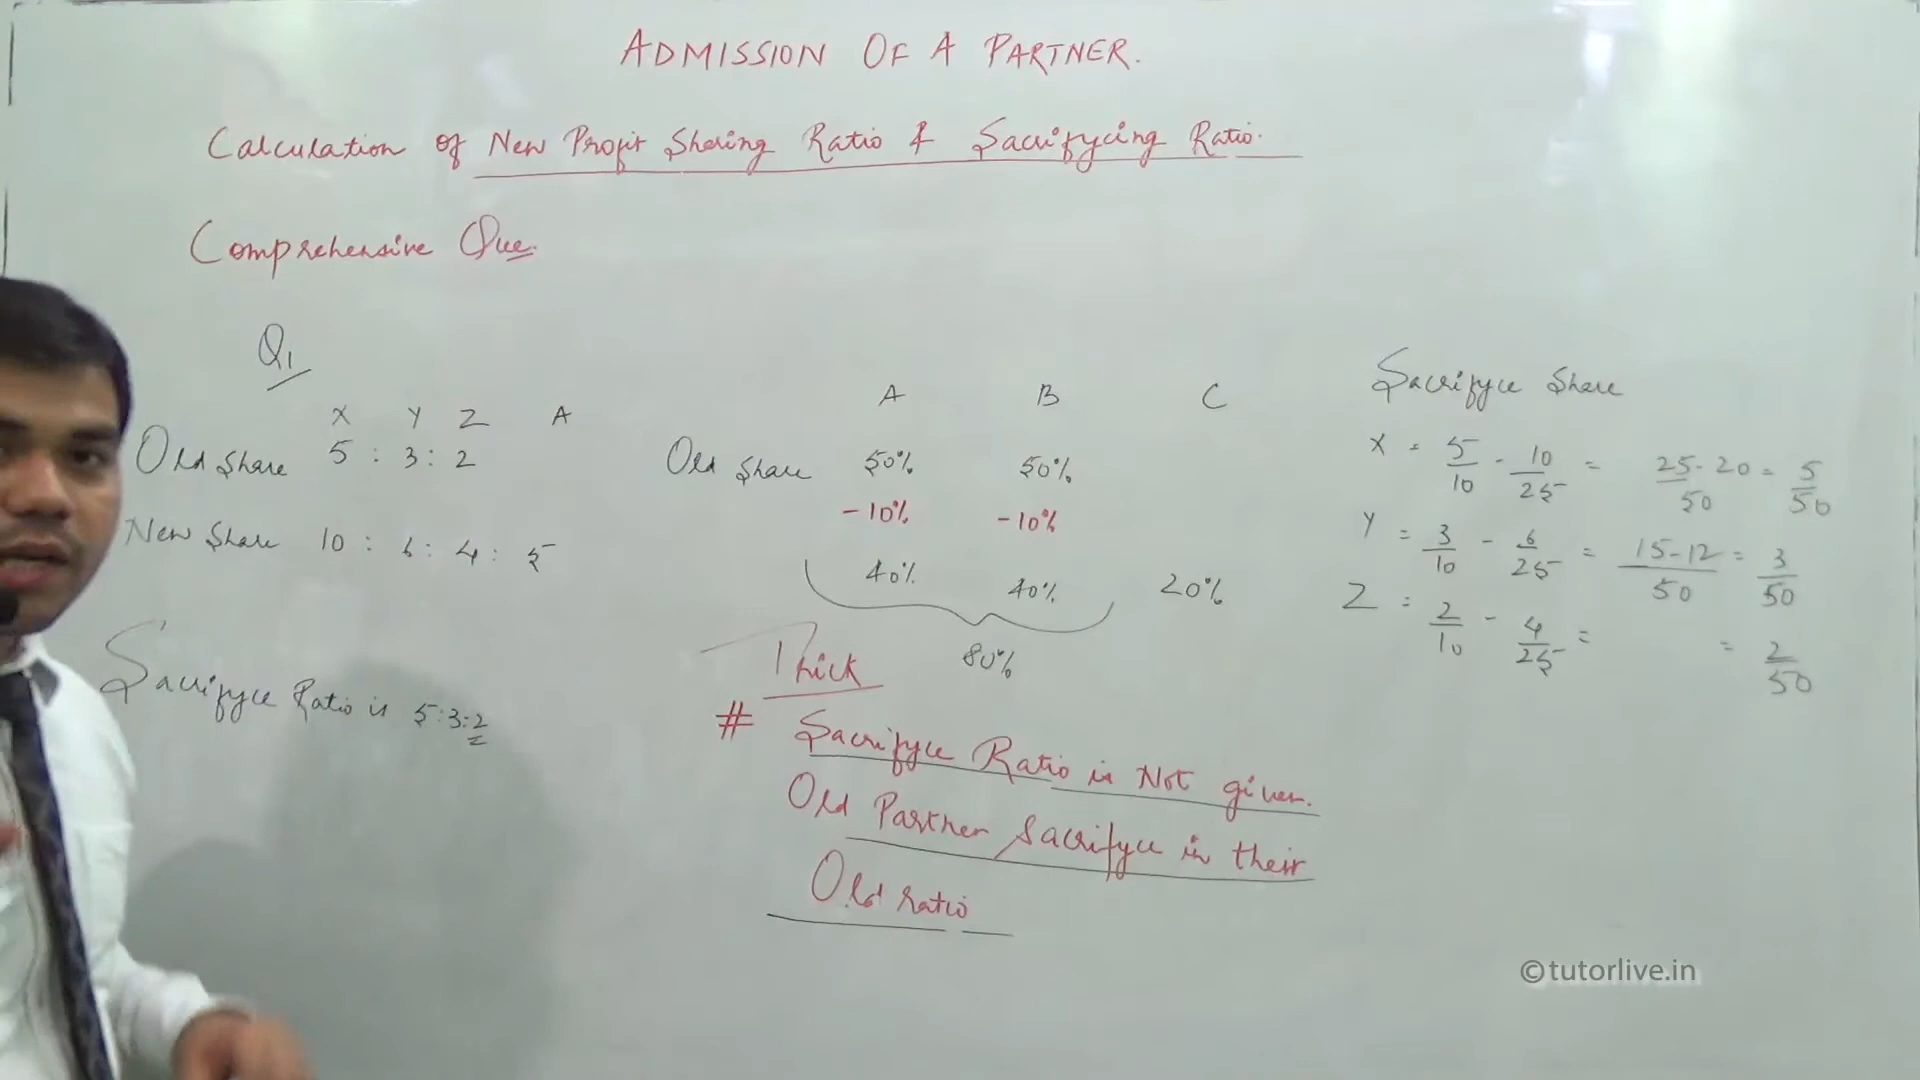 ADMISSION OF A PARTNER.
Calculation of New Profit Sharing Ratio & Sacrifycing Ratio.
Comprehensive Que.
Q1
X Y Z A
Old Share 5 : 3 : 2
New Share 10 : 6 : 4 : 5
Sacrifyce Ratio is 5:3:2
A B C
Old Share 50% 50%
-10% -10%
40% 40% 20%
80%
Thick
# Sacrifyce Ratio is Not given.
Old Partner Sacrifyce in their
Old ratio
Sacrifyce Share
X = 5/10 - 10/25 = 25-20/50 = 5/50
Y = 3/10 - 6/25 = 15-12/50 = 3/50
Z = 2/10 - 4/25 = = 2/50
©tutorlive.in